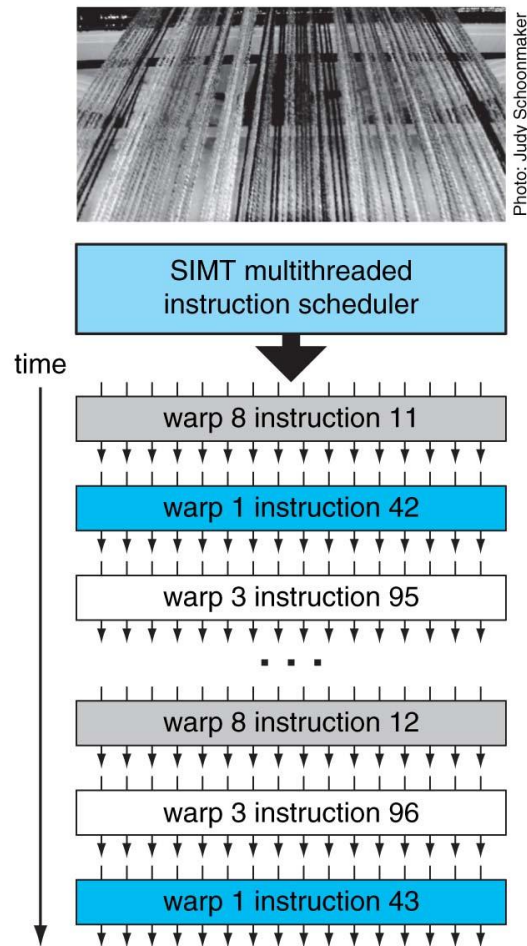 Photo: Judy Schoonmaker
SIMT multithreaded
instruction scheduler
time
warp 8 instruction 11
warp 1 instruction 42
warp 3 instruction 95
. . .
warp 8 instruction 12
warp 3 instruction 96
warp 1 instruction 43